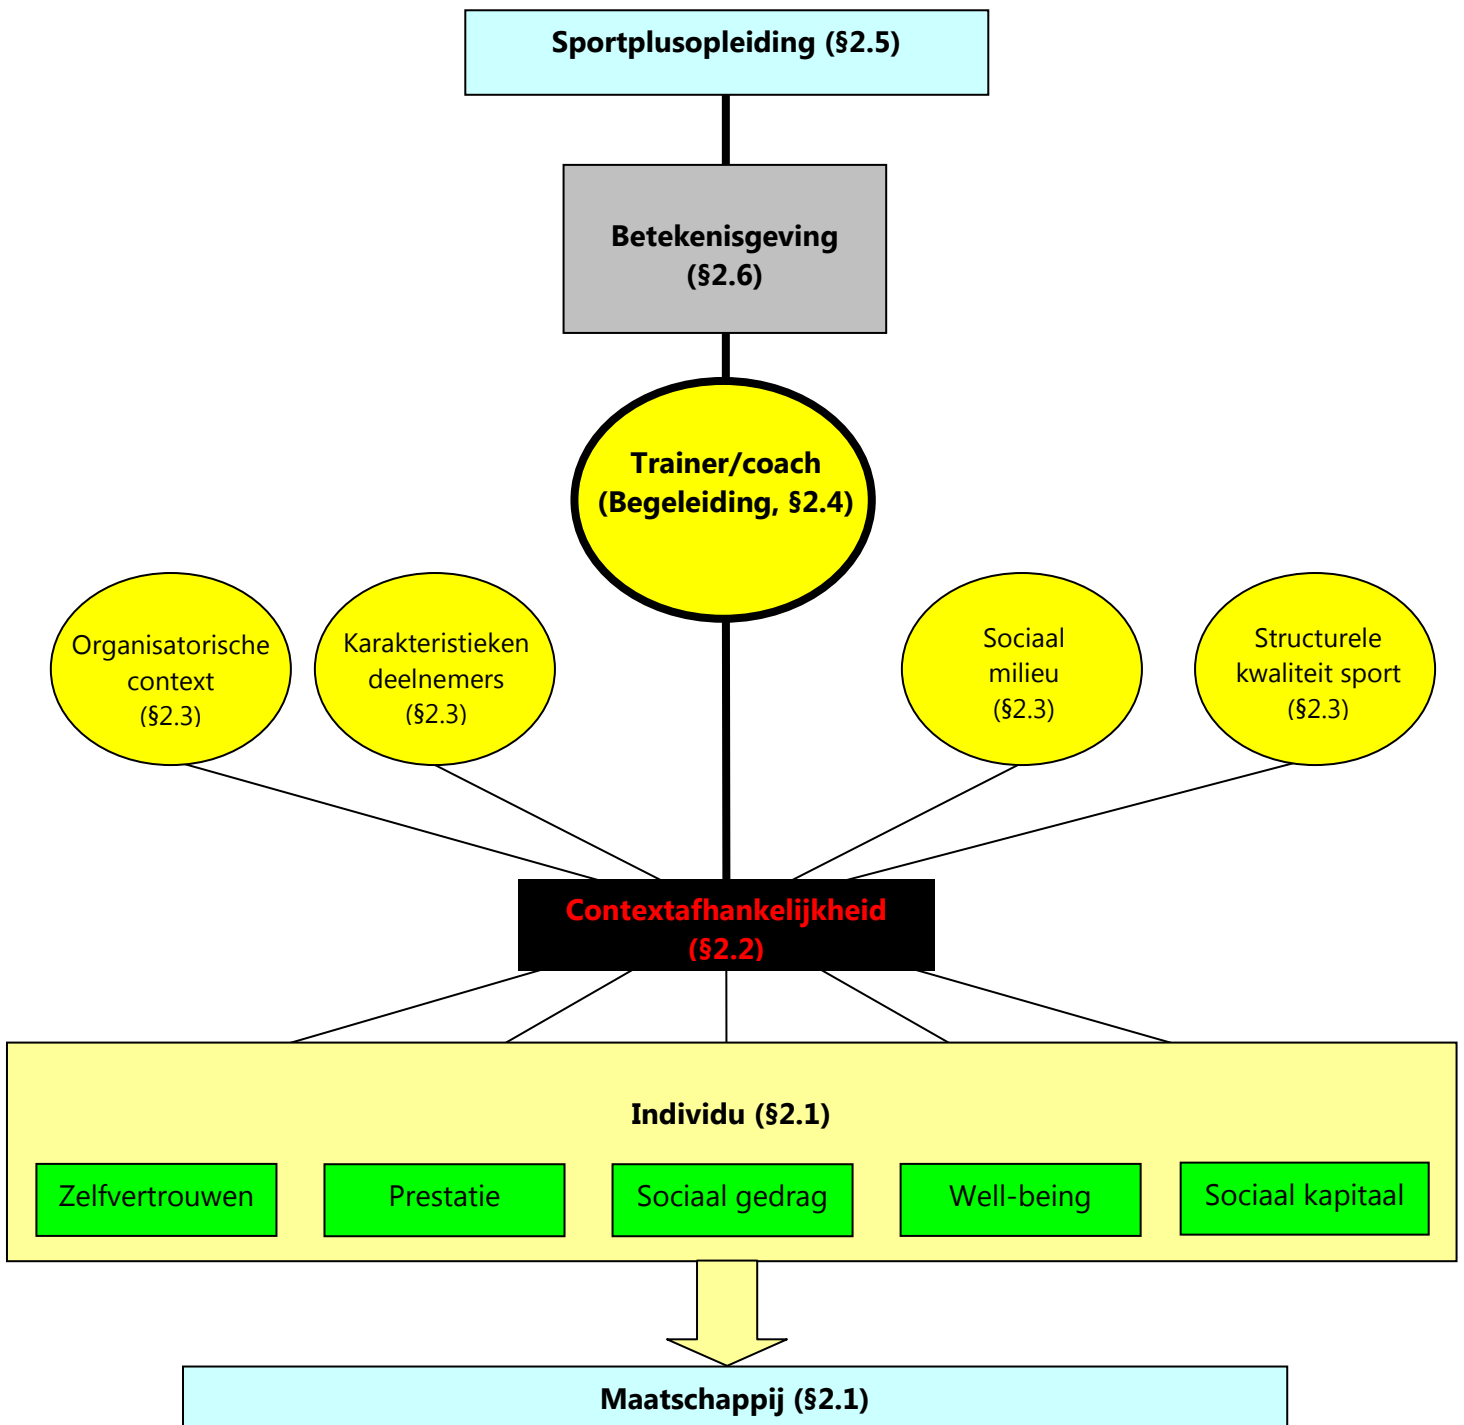 Sportplusopleiding (§2.5)
Betekenisgeving
(§2.6)
Trainer/coach
(Begeleiding, §2.4)
Organisatorische
context
(§2.3)
Karakteristieken
deelnemers
(§2.3)
Sociaal
milieu
(§2.3)
Structurele
kwaliteit sport
(§2.3)
Contextafhankelijkheid
(§2.2)
Individu (§2.1)
Zelfvertrouwen
Prestatie
Sociaal gedrag
Well-being
Sociaal kapitaal
Maatschappij (§2.1)